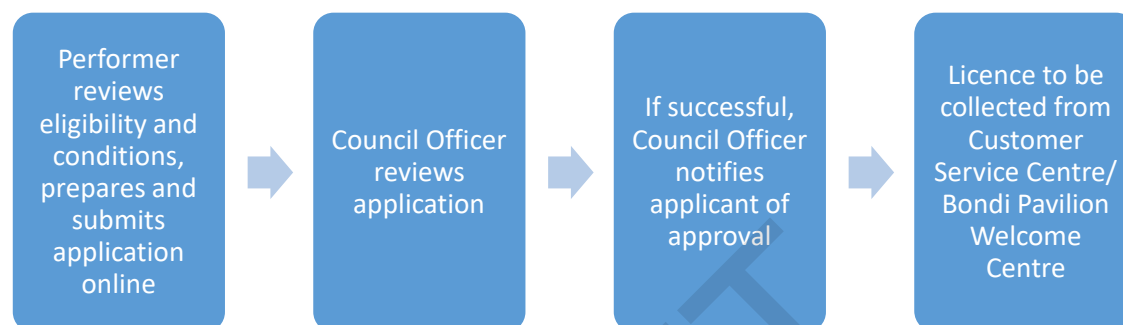 Performer
reviews
eligibility and
conditions,
prepares and
submits
application
online
Council Officer
reviews
application
If successful,
Council Officer
notifies
applicant of
approval
Licence to be
collected from
Customer
Service Centre/
Bondi Pavilion
Welcome
Centre